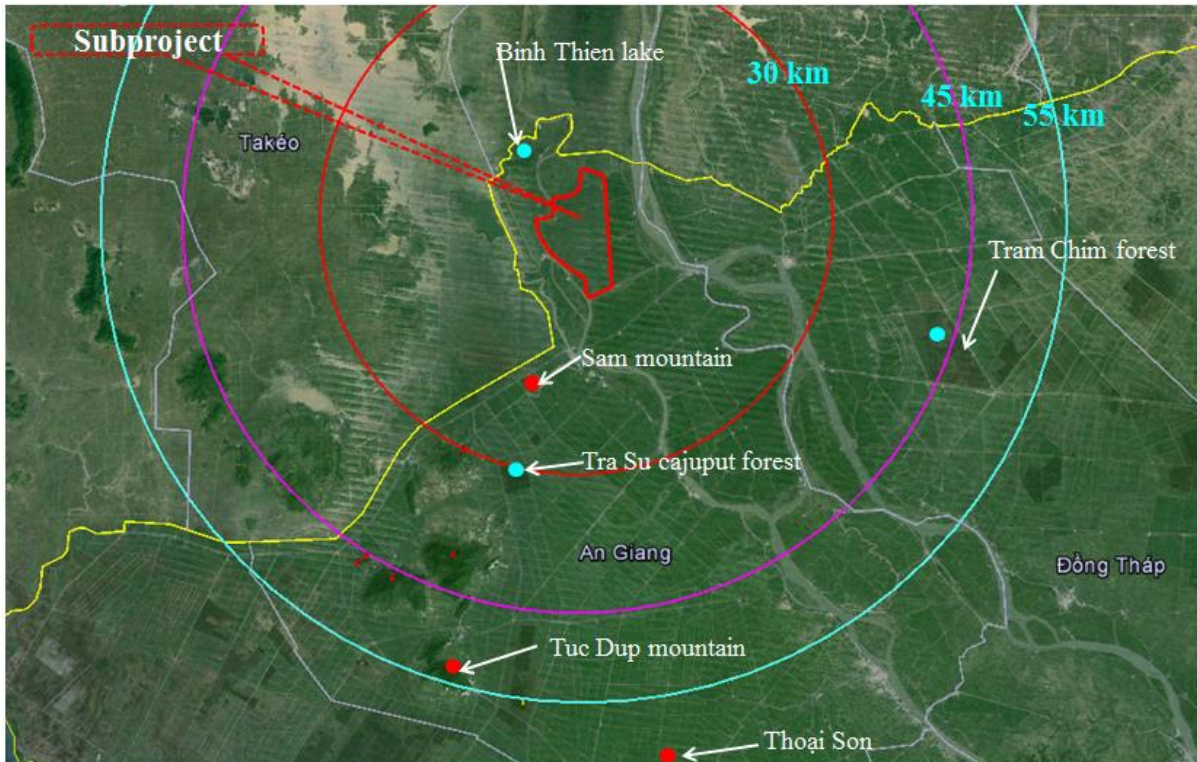 Subproject
Binh Thien lake
30 km
45 km
55 km
Takéo
Tram Chim forest
Sam mountain
Tra Su cajuput forest
An Giang
Đồng Tháp
Tuc Dup mountain
Thoại Son